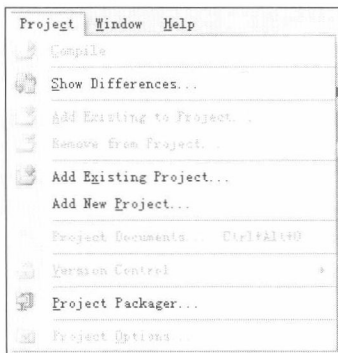 Project Window Help
Compile
Show Differences...
Add Existing to Project...
Remove from Project...
Add Existing Project...
Add New Project...
Project Documents... Ctrl+Alt+O
Version Control
Project Packager...
Project Options...